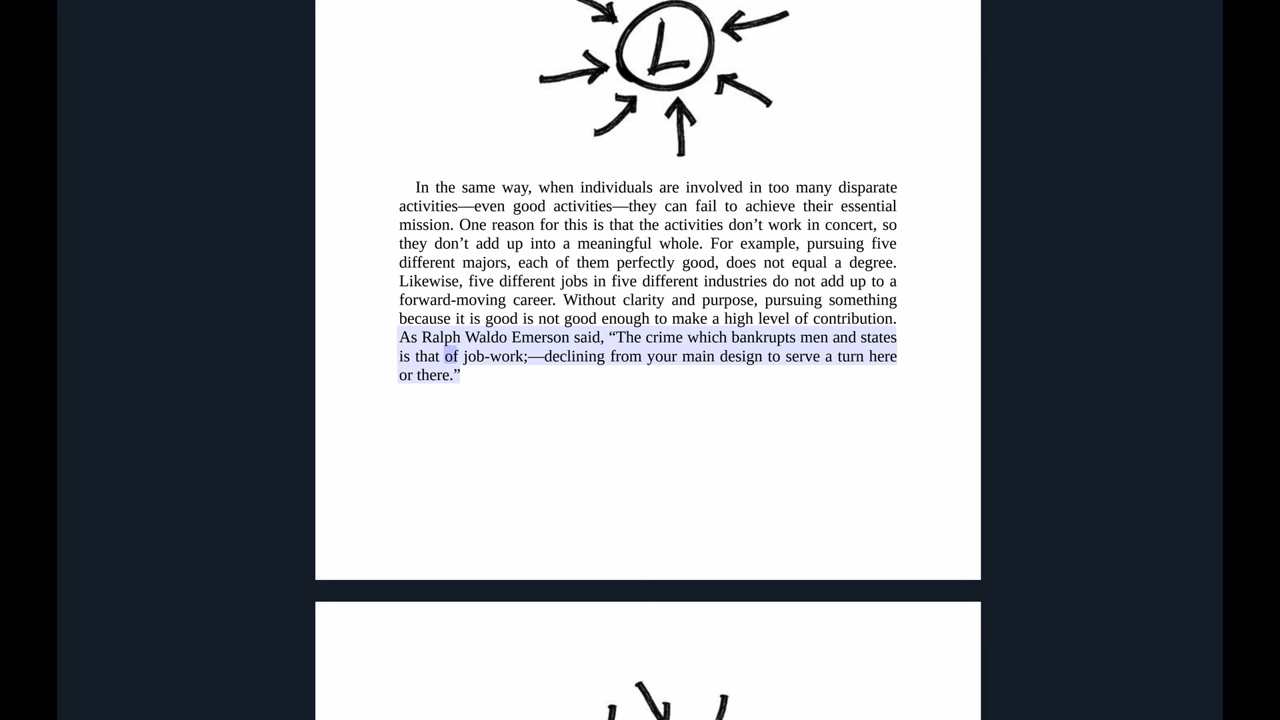 L
In the same way, when individuals are involved in too many disparate
activities—even good activities—they can fail to achieve their essential
mission. One reason for this is that the activities don’t work in concert, so
they don’t add up into a meaningful whole. For example, pursuing five
different majors, each of them perfectly good, does not equal a degree.
Likewise, five different jobs in five different industries do not add up to a
forward-moving career. Without clarity and purpose, pursuing something
because it is good is not good enough to make a high level of contribution.
As Ralph Waldo Emerson said, “The crime which bankrupts men and states
is that of job-work;—declining from your main design to serve a turn here
or there.”